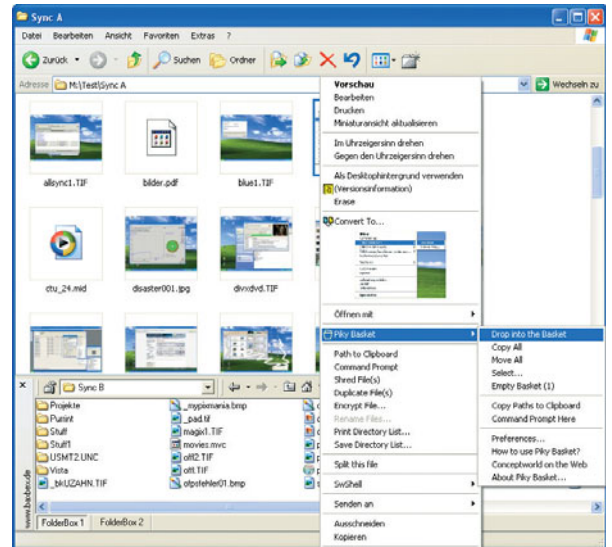 Sync A
Datei Bearbeiten Ansicht Favoriten Extras ?
Zurück Suchen Ordner
Adresse M:\Test\Sync A Wechseln zu
allsync1.TIF bilder.pdf blue1.TIF
ctu_24.mid disaster001.jpg divxdvd.TIF
Vorschau
Bearbeiten
Drucken
Miniaturansicht aktualisieren
Im Uhrzeigersinn drehen
Gegen den Uhrzeigersinn drehen
Als Desktophintergrund verwenden
(Versionsinformation)
Erase
Convert To...
Öffnen mit
Piky Basket
Path to Clipboard
Command Prompt
Shred File(s)
Duplicate File(s)
Encrypt File...
Rename Files...
Print Directory List...
Save Directory List...
Split this file
SwShell
Senden an
Ausschneiden
Kopieren
Drop into the Basket
Copy All
Move All
Select...
Empty Basket (1)
Copy Paths to Clipboard
Command Prompt Here
Preferences...
How to use Piky Basket?
Conceptworld on the Web
About Piky Basket...
Sync B
Projekte _mypixmania.bmp
Purrint _pad.tif
Stuff magix1.TIF
Stuff1 movies.mvc
USMT2.UNC off2.TIF
Vista off.TIF
_bkUZAHN.TIF ofpsfehler01.bmp
www.baxbex.de
FolderBox 1 FolderBox 2